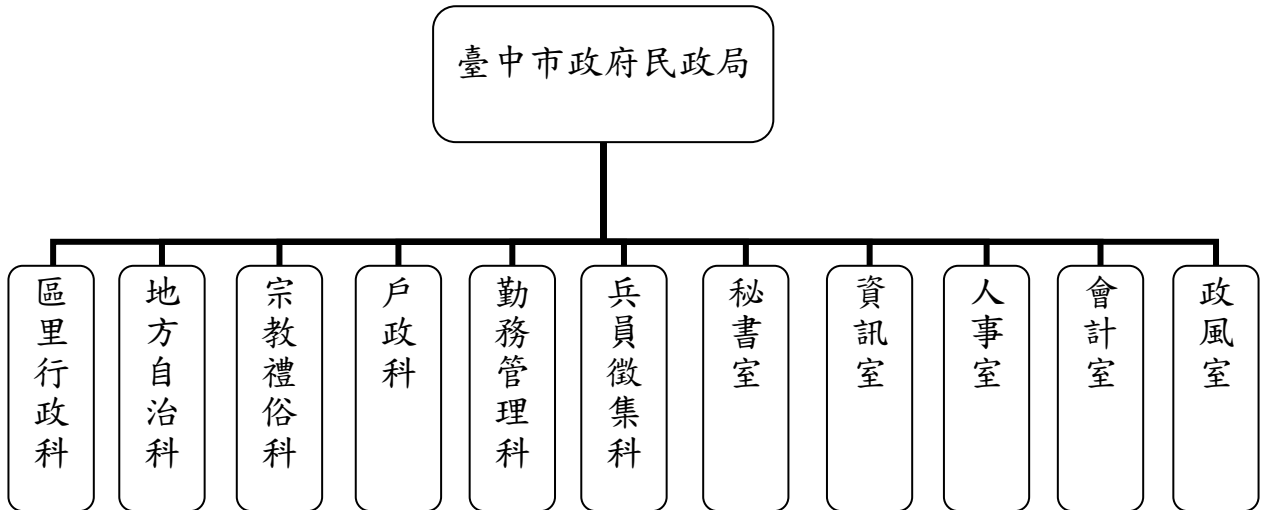 臺中市政府民政局
區里行政科
地方自治科
宗教禮俗科
戶政科
勤務管理科
兵員徵集科
秘書室
資訊室
人事室
會計室
政風室